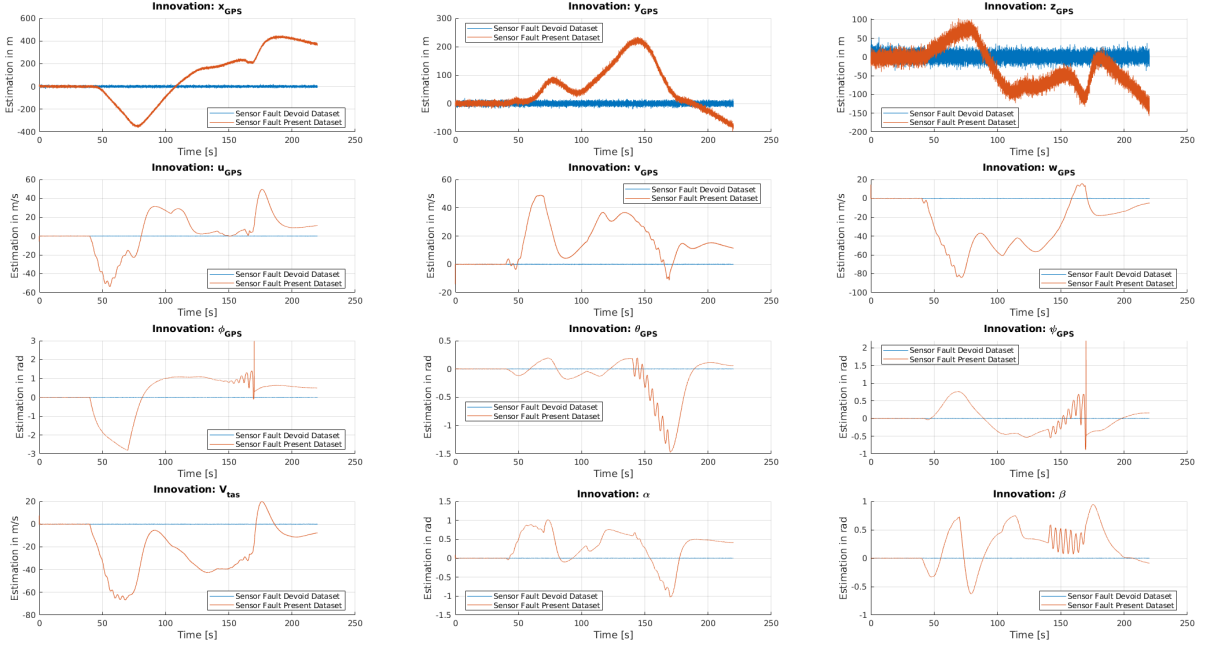 Innovation: x_GPS
Estimation in m
600
400
200
0
-200
-400
0 50 100 150 200 250
Time [s]
Sensor Fault Devoid Dataset
Sensor Fault Present Dataset
Innovation: y_GPS
Estimation in m
300
200
100
0
-100
0 50 100 150 200 250
Time [s]
Sensor Fault Devoid Dataset
Sensor Fault Present Dataset
Innovation: z_GPS
Estimation in m
100
50
0
-50
-100
-150
-200
0 50 100 150 200 250
Time [s]
Sensor Fault Devoid Dataset
Sensor Fault Present Dataset
Innovation: u_GPS
Estimation in m/s
60
40
20
0
-20
-40
-60
0 50 100 150 200 250
Time [s]
Sensor Fault Devoid Dataset
Sensor Fault Present Dataset
Innovation: v_GPS
Estimation in m/s
60
40
20
0
-20
0 50 100 150 200 250
Time [s]
Sensor Fault Devoid Dataset
Sensor Fault Present Dataset
Innovation: w_GPS
Estimation in m/s
20
0
-20
-40
-60
-80
-100
0 50 100 150 200 250
Time [s]
Sensor Fault Devoid Dataset
Sensor Fault Present Dataset
Innovation: ϕ_GPS
Estimation in rad
3
2
1
0
-1
-2
-3
0 50 100 150 200 250
Time [s]
Sensor Fault Devoid Dataset
Sensor Fault Present Dataset
Innovation: θ_GPS
Estimation in rad
0.5
0
-0.5
-1
-1.5
0 50 100 150 200 250
Time [s]
Sensor Fault Devoid Dataset
Sensor Fault Present Dataset
Innovation: ψ_GPS
Estimation in rad
2
1.5
1
0.5
0
-0.5
-1
0 50 100 150 200 250
Time [s]
Sensor Fault Devoid Dataset
Sensor Fault Present Dataset
Innovation: V_tas
Estimation in m/s
20
0
-20
-40
-60
-80
0 50 100 150 200 250
Time [s]
Sensor Fault Devoid Dataset
Sensor Fault Present Dataset
Innovation: α
Estimation in rad
1.5
1
0.5
0
-0.5
-1
-1.5
0 50 100 150 200 250
Time [s]
Sensor Fault Devoid Dataset
Sensor Fault Present Dataset
Innovation: β
Estimation in rad
1
0.5
0
-0.5
-1
0 50 100 150 200 250
Time [s]
Sensor Fault Devoid Dataset
Sensor Fault Present Dataset